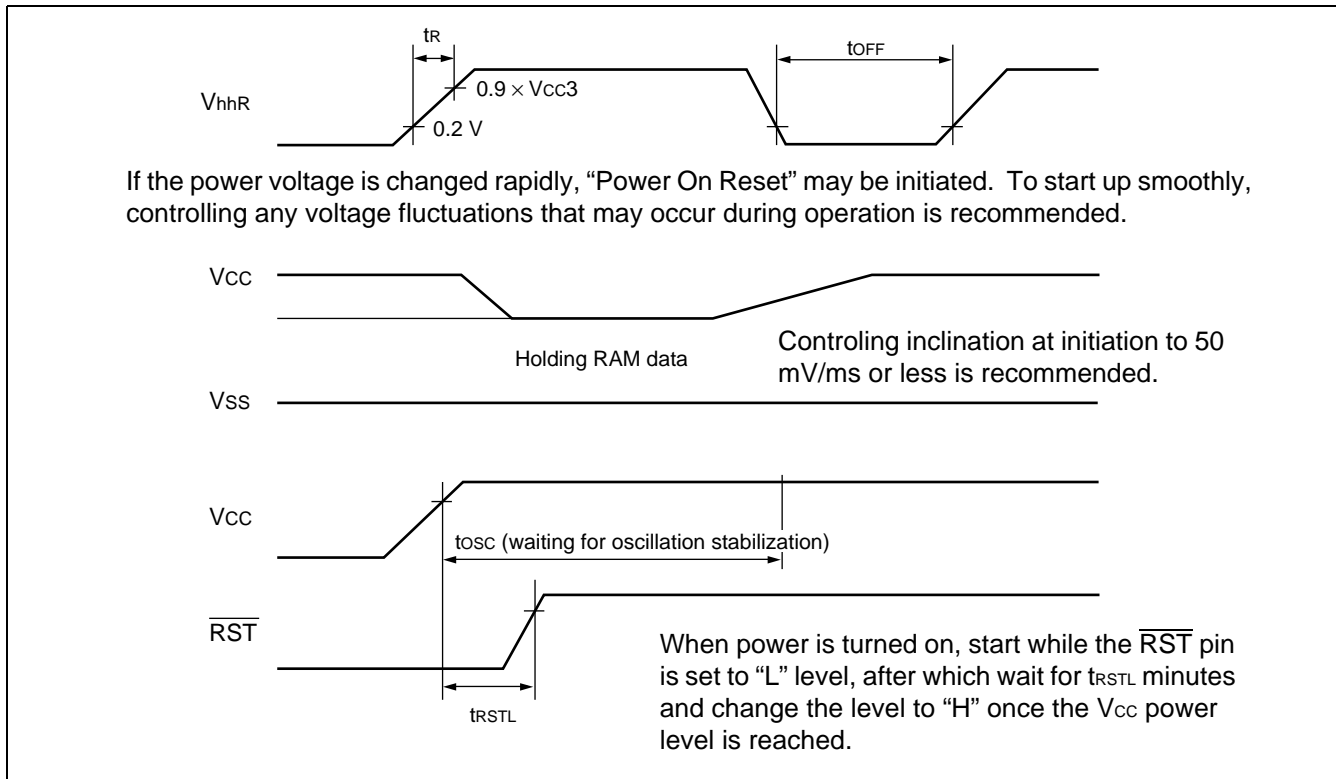 tR
tOFF
VhhR
0.9 × VCC3
0.2 V
If the power voltage is changed rapidly, “Power On Reset” may be initiated. To start up smoothly,
controlling any voltage fluctuations that may occur during operation is recommended.
VCC
Holding RAM data
Controling inclination at initiation to 50
mV/ms or less is recommended.
VSS
VCC
tOSC (waiting for oscillation stabilization)
RST
tRSTL
When power is turned on, start while the RST pin
is set to “L” level, after which wait for tRSTL minutes
and change the level to “H” once the VCC power
level is reached.